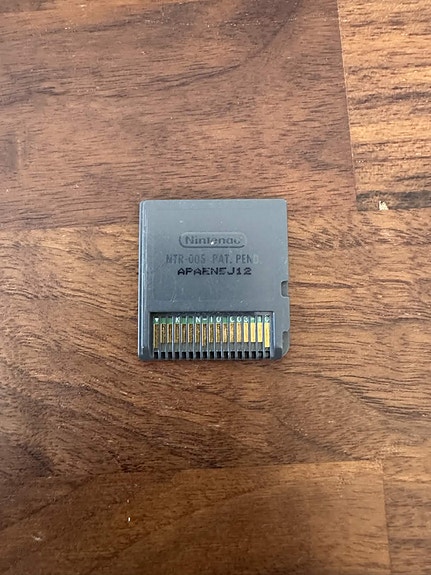 Nintendo
NTR-005 PAT. PEND.
APAENEJ12